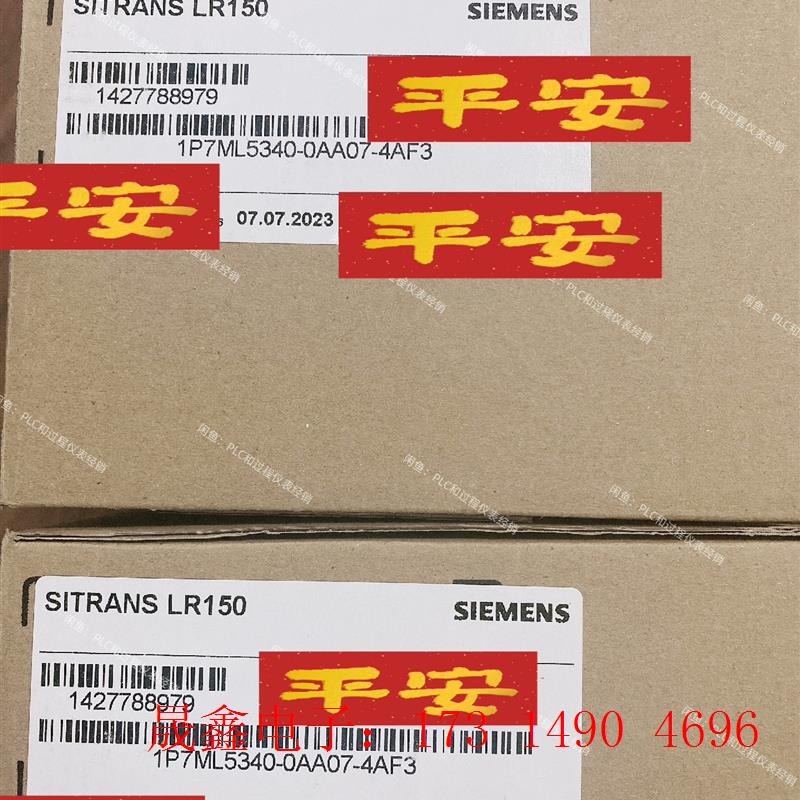 SITRANS LR150
SIEMENS
1427788979
平安
1P7ML5340-0AA07-4AF3
平安
07.07.2023
平安
闲鱼：PLC和过程仪表经销
闲鱼：PLC和过程仪表经销
闲鱼：PLC和过程仪表经销
闲鱼：PLC和过程仪表经销
SITRANS LR150
SIEMENS
平安
1427788979
晟鑫电子：173 1490 4696
1P7ML5340-0AA07-4AF3